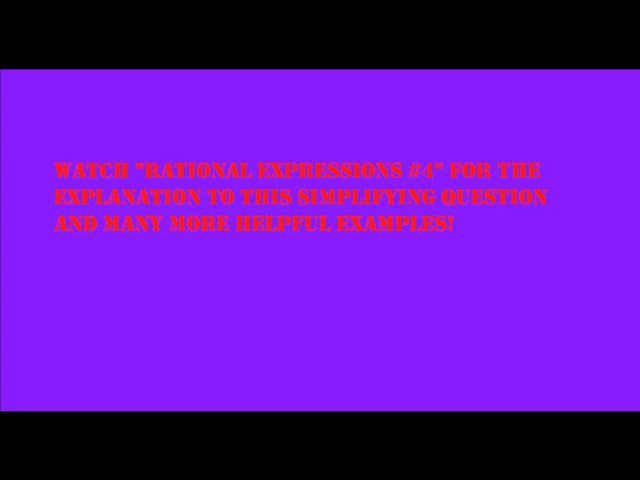 WATCH "RATIONAL EXPRESSIONS #4" FOR THE
EXPLANATION TO THIS SIMPLIFYING QUESTION
AND MANY MORE HELPFUL EXAMPLES!